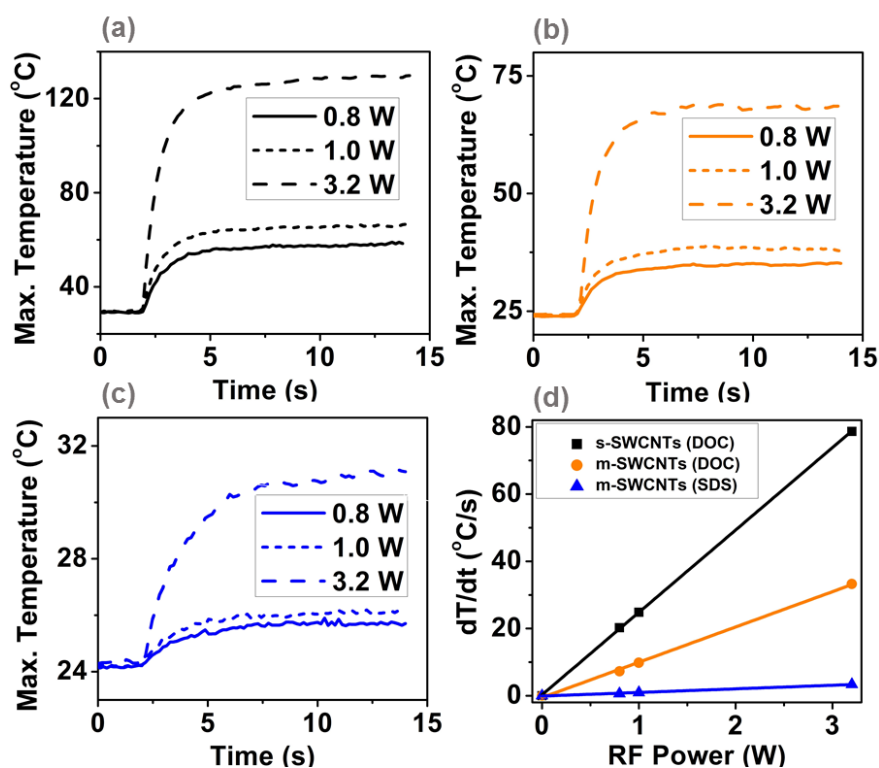 (a)
Max. Temperature (°C)
120
80
40
0.8 W
1.0 W
3.2 W
0
5
10
15
Time (s)
(b)
Max. Temperature (°C)
75
50
25
0.8 W
1.0 W
3.2 W
0
5
10
15
Time (s)
(c)
Max. Temperature (°C)
32
28
24
0.8 W
1.0 W
3.2 W
0
5
10
15
Time (s)
(d)
dT/dt (°C/s)
80
60
40
20
0
s-SWCNTs (DOC)
m-SWCNTs (DOC)
m-SWCNTs (SDS)
0
1
2
3
RF Power (W)